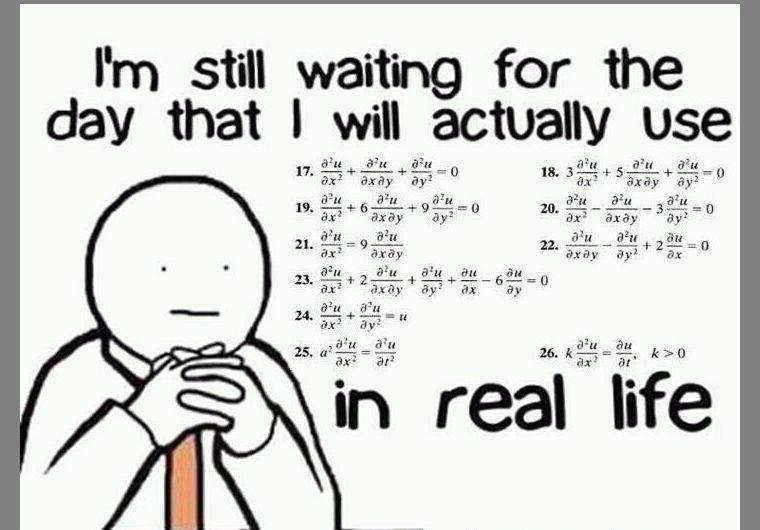 I'm still waiting for the
day that I will actually use
17. ∂²u/∂x² + ∂²u/∂x∂y + ∂²u/∂y² = 0 18. 3 ∂²u/∂x² + 5 ∂²u/∂x∂y + ∂²u/∂y² = 0
19. ∂²u/∂x² + 6 ∂²u/∂x∂y + 9 ∂²u/∂y² = 0 20. ∂²u/∂x² − ∂²u/∂x∂y − 3 ∂²u/∂y² = 0
21. ∂²u/∂x² = 9 ∂²u/∂x∂y 22. ∂²u/∂x∂y − ∂²u/∂y² + 2 ∂u/∂x = 0
23. ∂²u/∂x² + 2 ∂²u/∂x∂y + ∂²u/∂y² + ∂u/∂x − 6 ∂u/∂y = 0
24. ∂²u/∂x² + ∂²u/∂y² = u
25. a² ∂²u/∂x² = ∂²u/∂t² 26. k ∂²u/∂x² = ∂u/∂t, k > 0
in real life